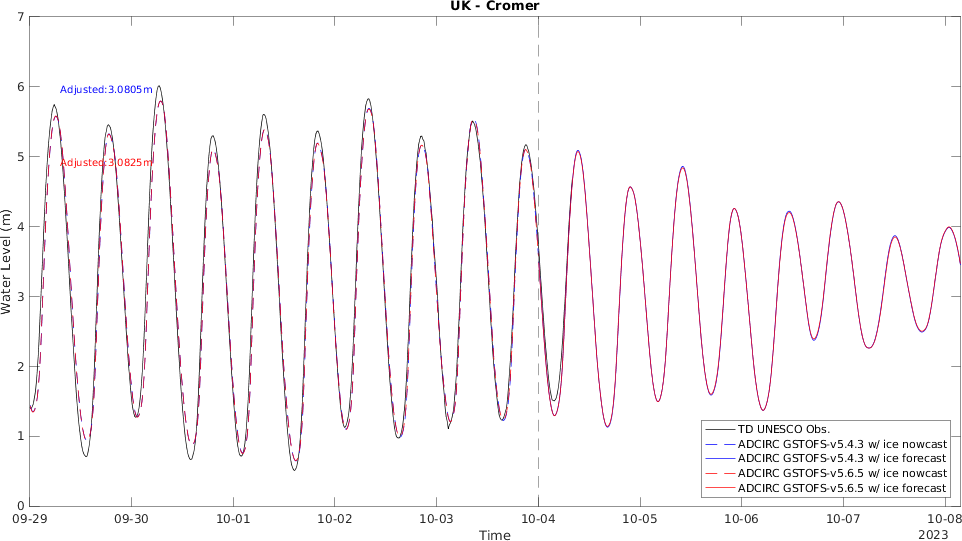 UK - Cromer
7
6
5
4
3
2
1
0
Water Level (m)
Adjusted:3.0805m
Adjusted:3.0825m
TD UNESCO Obs.
ADCIRC GSTOFS-v5.4.3 w/ ice nowcast
ADCIRC GSTOFS-v5.4.3 w/ ice forecast
ADCIRC GSTOFS-v5.6.5 w/ ice nowcast
ADCIRC GSTOFS-v5.6.5 w/ ice forecast
09-29 09-30 10-01 10-02 10-03 10-04 10-05 10-06 10-07 10-08
Time
2023